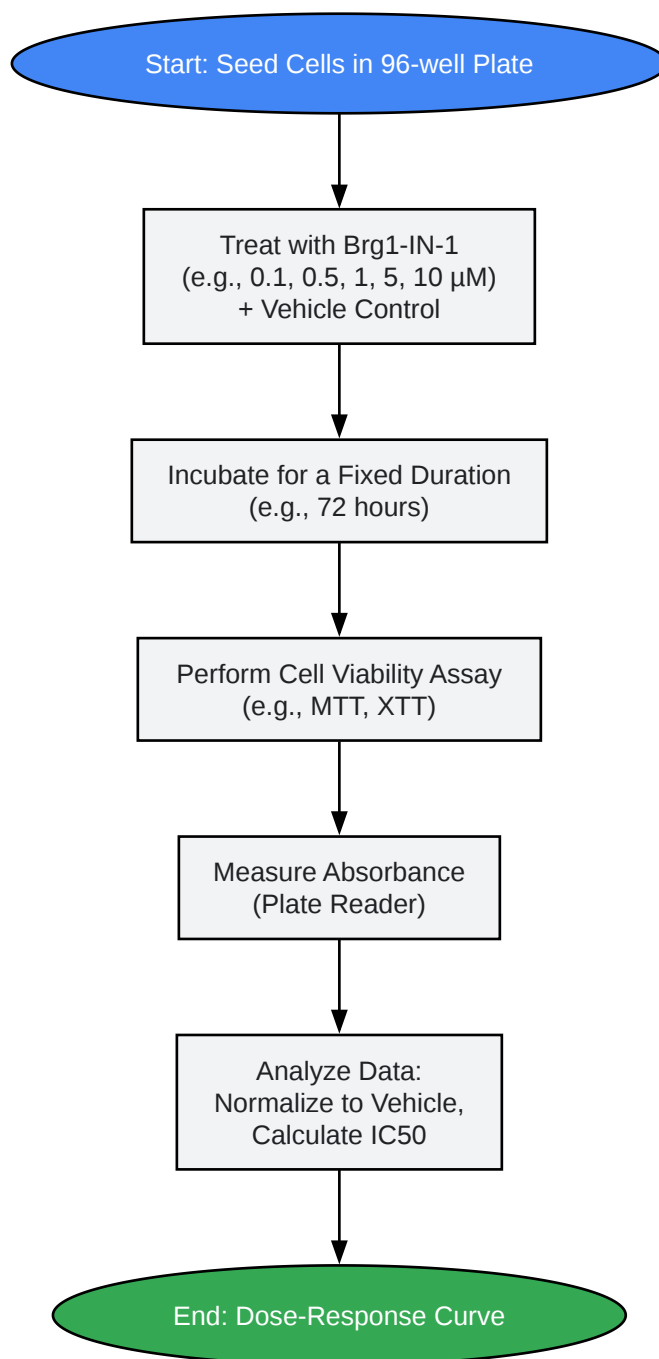 Start: Seed Cells in 96-well Plate
Treat with Brg1-IN-1
(e.g., 0.1, 0.5, 1, 5, 10 µM)
+ Vehicle Control
Incubate for a Fixed Duration
(e.g., 72 hours)
Perform Cell Viability Assay
(e.g., MTT, XTT)
Measure Absorbance
(Plate Reader)
Analyze Data:
Normalize to Vehicle,
Calculate IC50
End: Dose-Response Curve